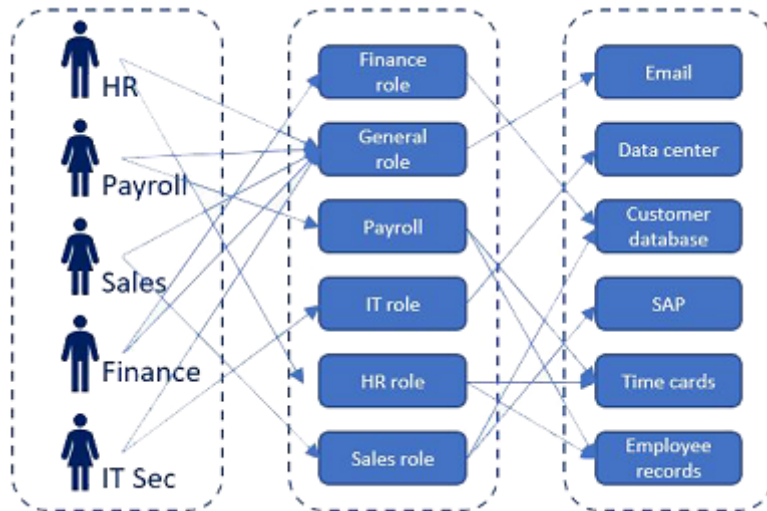 HR
Payroll
Sales
Finance
IT Sec
Finance
role
General
role
Payroll
IT role
HR role
Sales role
Email
Data center
Customer
database
SAP
Time cards
Employee
records